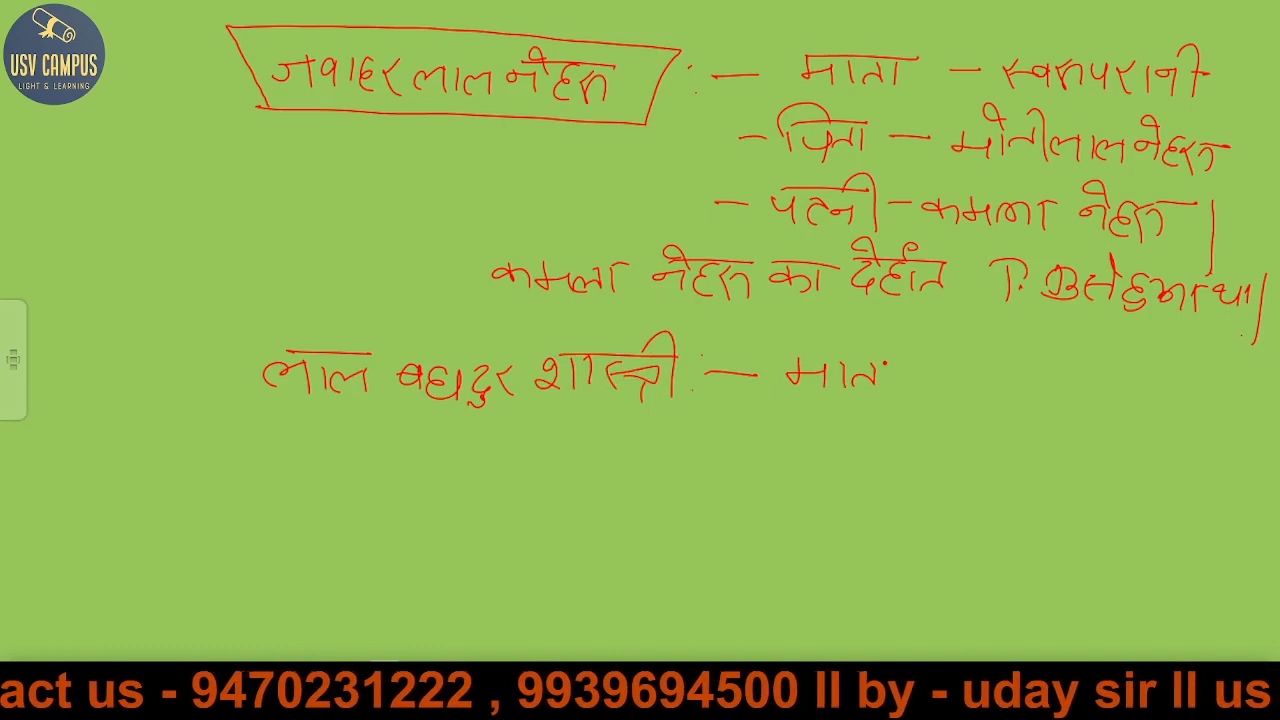 USV CAMPUS
LIGHT & LEARNING
जवाहर लाल नेहरू :- माता - स्वरूपरानी
- पिता - मोतीलाल नेहरू
- पत्नी - कमला नेहरू |
कमला नेहरू का देहांत T.B से हुआ था |
लाल बहादुर शास्त्री :- मात
act us - 9470231222 , 9939694500 ll by - uday sir ll us